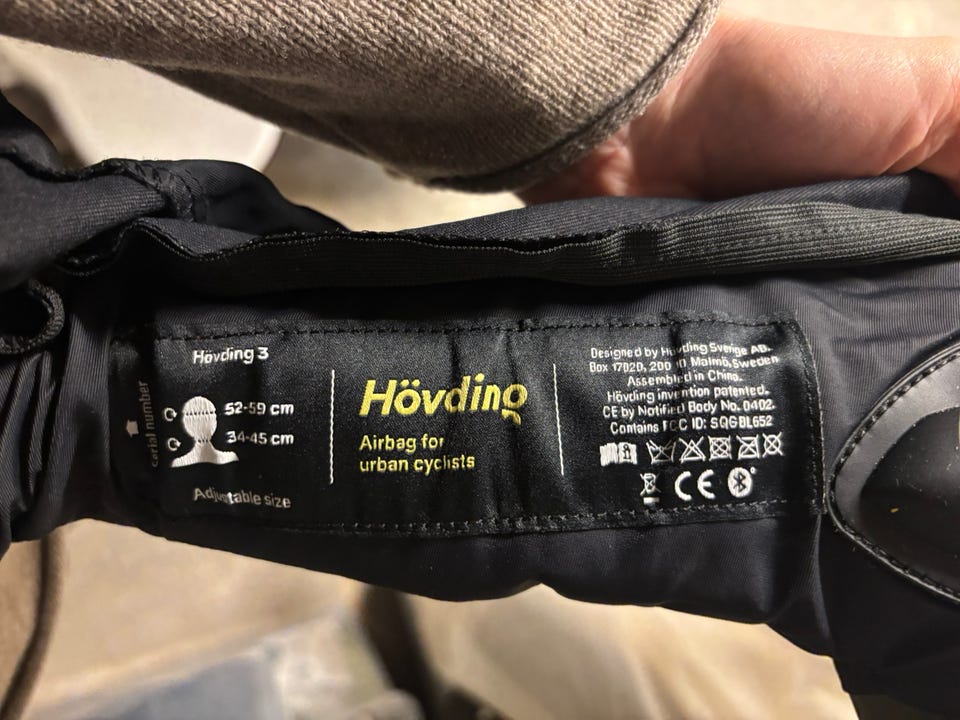 Hövding 3
serial number
52-59 cm
34-45 cm
Adjustable size
Hövding
Airbag for
urban cyclists
Designed by Hövding Sverige AB.
Box 17020, 200 10 Malmö, Sweden
Assembled in China.
Hövding invention patented.
CE by Notified Body No. 0402.
Contains FCC ID: SQGBL652
CE